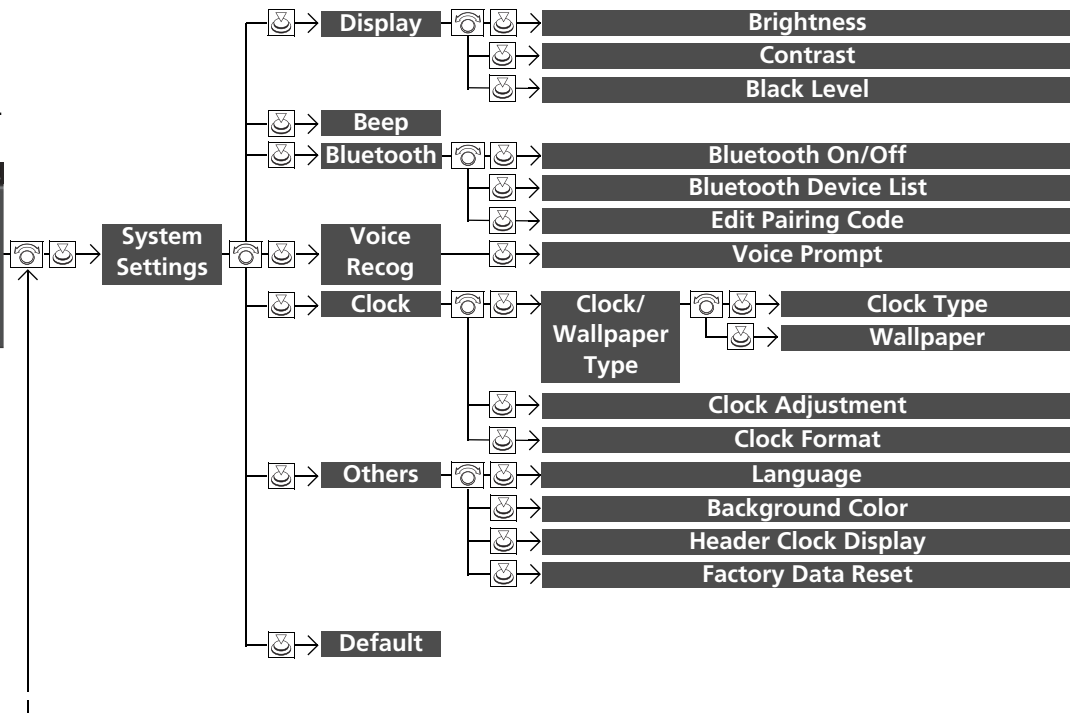 Display
Brightness
Contrast
Black Level
Beep
Bluetooth
Bluetooth On/Off
Bluetooth Device List
Edit Pairing Code
System
Settings
Voice
Recog
Voice Prompt
Clock
Clock/
Wallpaper
Type
Clock Type
Wallpaper
Clock Adjustment
Clock Format
Others
Language
Background Color
Header Clock Display
Factory Data Reset
Default